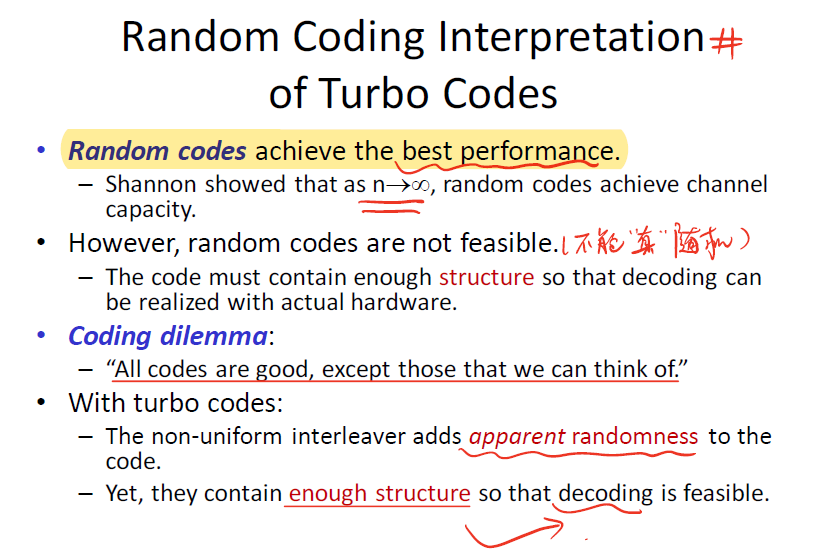 Random Coding Interpretation #
of Turbo Codes
• Random codes achieve the best performance.
– Shannon showed that as n→∞, random codes achieve channel
capacity.
• However, random codes are not feasible.(不能“真”随机)
– The code must contain enough structure so that decoding can
be realized with actual hardware.
• Coding dilemma:
– “All codes are good, except those that we can think of.”
• With turbo codes:
– The non-uniform interleaver adds apparent randomness to the
code.
– Yet, they contain enough structure so that decoding is feasible.